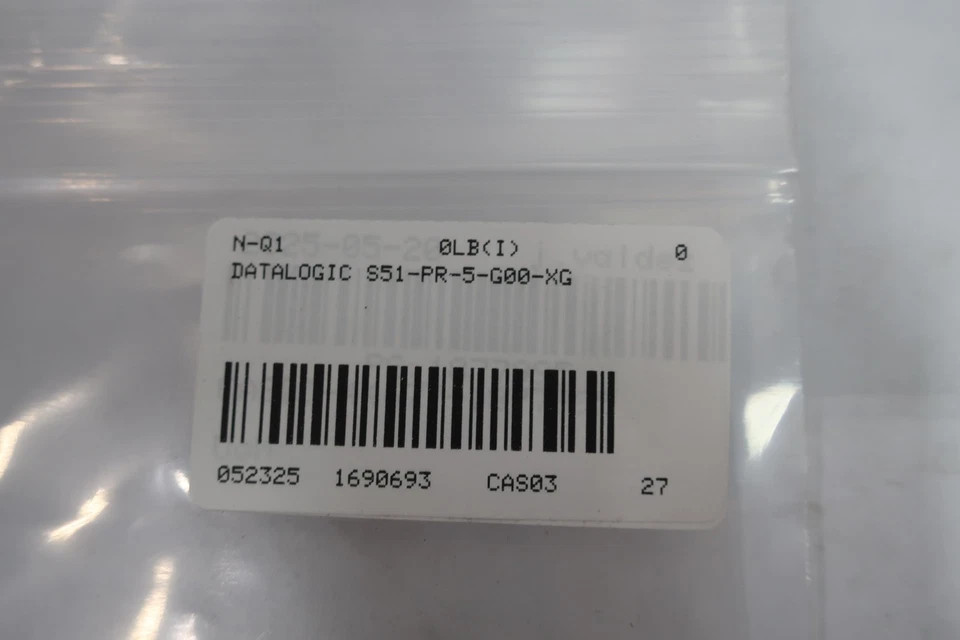 N-Q1 0LB(I) 0
DATALOGIC S51-PR-5-G00-XG
052325 1690693 CAS03 27